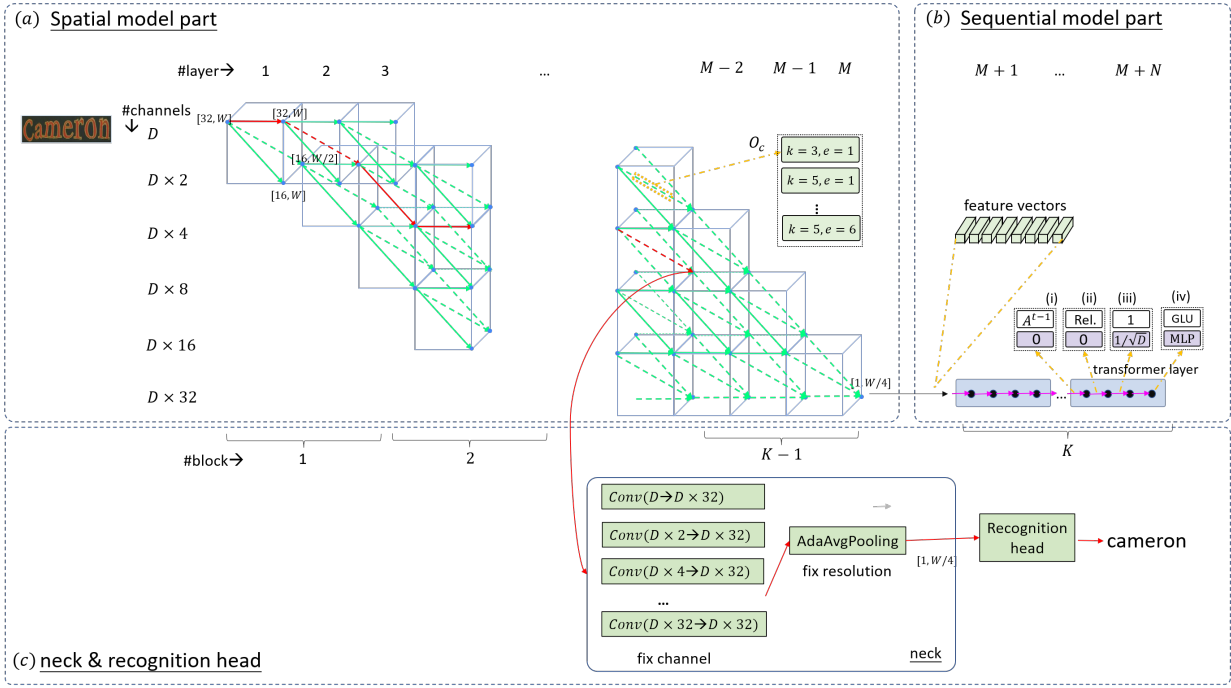 (a) Spatial model part
(b) Sequential model part
#layer→ 1 2 3 ... M − 2 M − 1 M
M + 1 ... M + N
#channels
↓
Cameron
[32, W] [32, W]
D
[16, W/2]
D × 2
[16, W]
D × 4
D × 8
D × 16
D × 32
O_c
k = 3, e = 1
k = 5, e = 1
⋮
k = 5, e = 6
[1, W/4]
feature vectors
(i) (ii) (iii) (iv)
A^{t−1} Rel. 1 GLU
0 0 1/√D MLP
transformer layer
...
#block→ 1 2 K − 1 K
Conv(D→D × 32)
Conv(D × 2→D × 32)
Conv(D × 4→D × 32)
...
Conv(D × 32→D × 32)
fix channel
AdaAvgPooling
fix resolution
[1, W/4]
neck
Recognition
head
cameron
(c) neck & recognition head